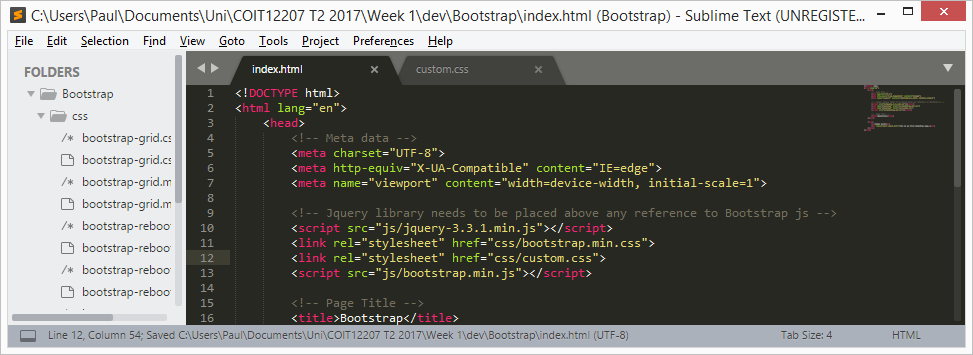 C:\Users\Paul\Documents\Uni\COIT12207 T2 2017\Week 1\dev\Bootstrap\index.html (Bootstrap) - Sublime Text (UNREGISTE...
File Edit Selection Find View Goto Tools Project Preferences Help
FOLDERS
Bootstrap
css
/* bootstrap-grid.cs
bootstrap-grid.cs
/* bootstrap-grid.m
bootstrap-grid.m
/* bootstrap-reboo
bootstrap-reboo
/* bootstrap-reboo
bootstrap-reboo
index.html custom.css
1 <!DOCTYPE html>
2 <html lang="en">
3 <head>
4 <!-- Meta data -->
5 <meta charset="UTF-8">
6 <meta http-equiv="X-UA-Compatible" content="IE=edge">
7 <meta name="viewport" content="width=device-width, initial-scale=1">
8
9 <!-- Jquery library needs to be placed above any reference to Bootstrap js -->
10 <script src="js/jquery-3.3.1.min.js"></script>
11 <link rel="stylesheet" href="css/bootstrap.min.css">
12 <link rel="stylesheet" href="css/custom.css">
13 <script src="js/bootstrap.min.js"></script>
14
15 <!-- Page Title -->
16 <title>Bootstrap</title>
Line 12, Column 54; Saved C:\Users\Paul\Documents\Uni\COIT12207 T2 2017\Week 1\dev\Bootstrap\index.html (UTF-8) Tab Size: 4 HTML